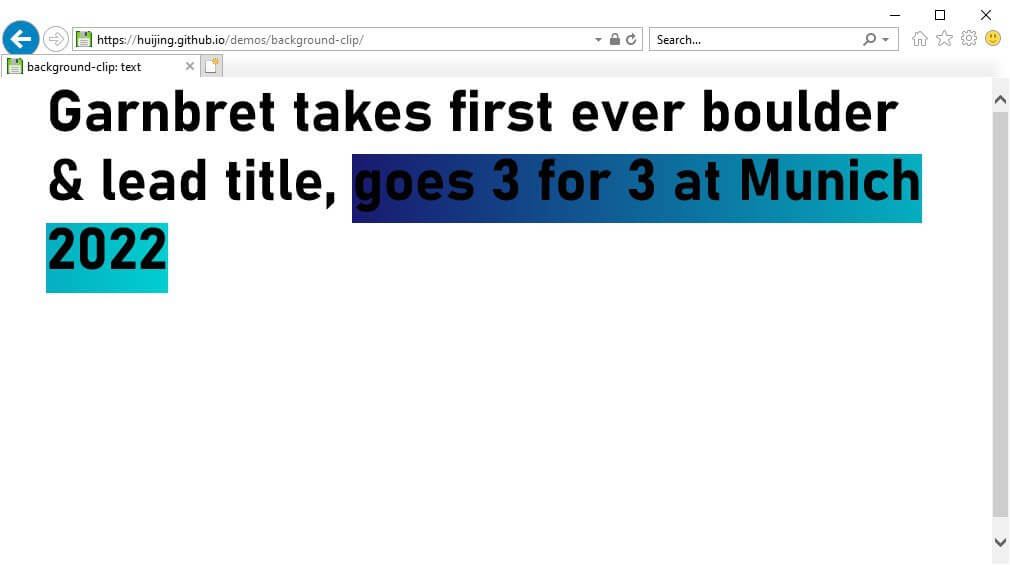 https://huijing.github.io/demos/background-clip/
Search...
background-clip: text
Garnbret takes first ever boulder
& lead title, goes 3 for 3 at Munich
2022